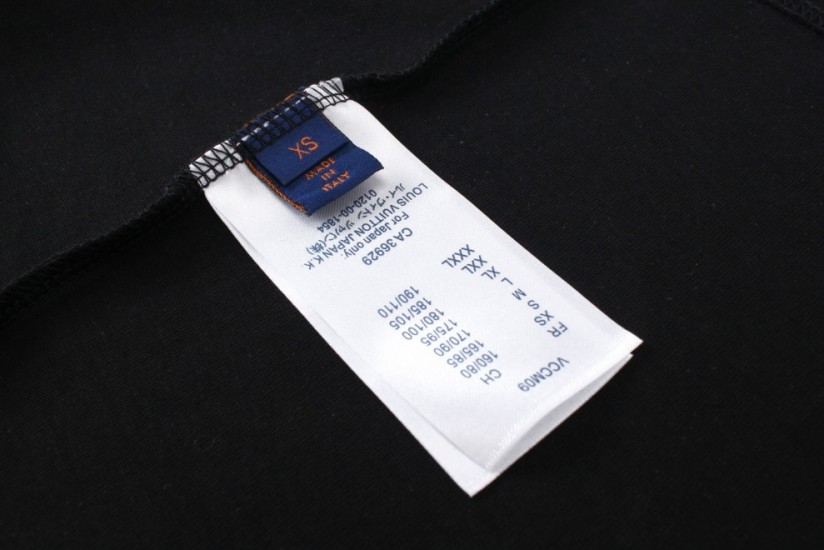 XS
MADE
IN
ITALY
VCCM09
FR CH
XS 160/80
S 165/85
M 170/90
L 175/95
XL 180/100
XXL 185/105
XXXL 190/110
CA 36929
For Japan only:
LOUIS VUITTON JAPAN K.K
ルイ・ヴィトン ジャパン(株)
0120-00-1854